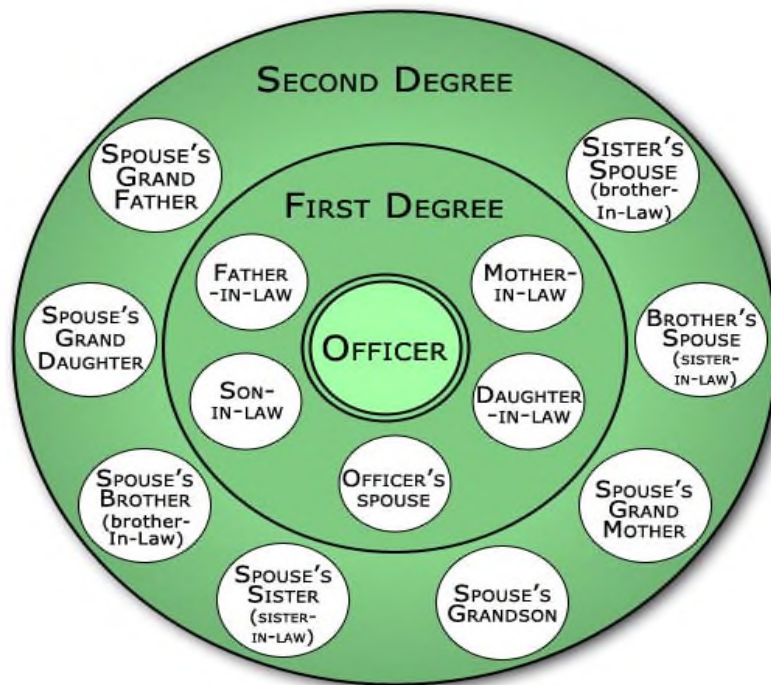 SECOND DEGREE
SPOUSE'S
GRAND
FATHER
SISTER'S
SPOUSE
(brother-
In-Law)
FIRST DEGREE
FATHER
-IN-LAW
MOTHER-
IN-LAW
SPOUSE'S
GRAND
DAUGHTER
OFFICER
BROTHER'S
SPOUSE
(SISTER-
IN-LAW)
SON-
IN-LAW
DAUGHTER
-IN-LAW
SPOUSE'S
BROTHER
(brother-
In-Law)
OFFICER'S
SPOUSE
SPOUSE'S
GRAND
MOTHER
SPOUSE'S
SISTER
(SISTER-
IN-LAW)
SPOUSE'S
GRANDSON